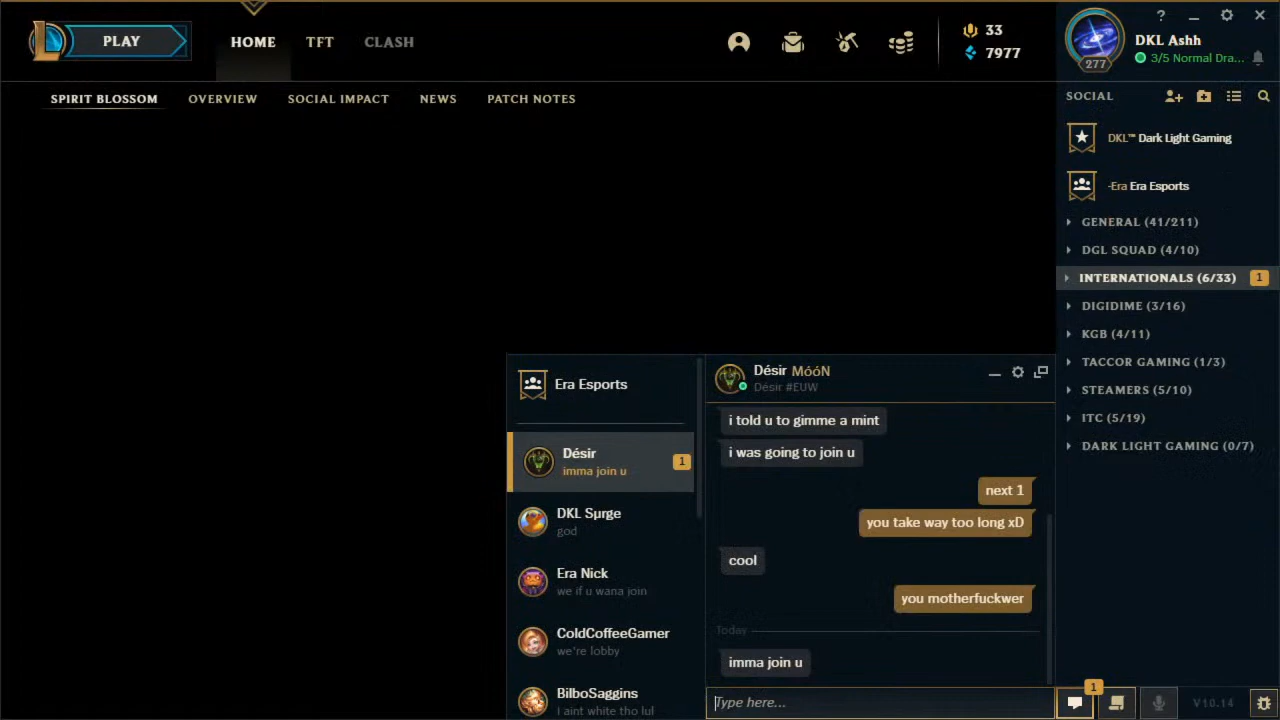 PLAY
HOME
TFT
CLASH
33
7977
277
?
DKL Ashh
3/5 Normal Dra...
SPIRIT BLOSSOM
OVERVIEW
SOCIAL IMPACT
NEWS
PATCH NOTES
SOCIAL
DKL™ Dark Light Gaming
-Era Era Esports
GENERAL (41/211)
DGL SQUAD (4/10)
INTERNATIONALS (6/33)
1
DIGIDIME (3/16)
KGB (4/11)
TACCOR GAMING (1/3)
STEAMERS (5/10)
ITC (5/19)
DARK LIGHT GAMING (0/7)
Era Esports
Désir
imma join u
1
DKL Sµrge
god
Era Nick
we if u wana join
ColdCoffeeGamer
we're lobby
BilboSaggins
I aint white tho lul
Désir MóóN
Désir #EUW
i told u to gimme a mint
i was going to join u
next 1
you take way too long xD
cool
you motherfuckwer
Today
imma join u
Type here...
1
V10.14